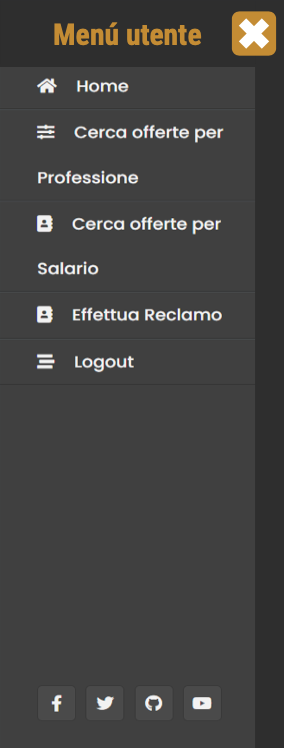 Menú utente
Home
Cerca offerte per
Professione
Cerca offerte per
Salario
Effettua Reclamo
Logout